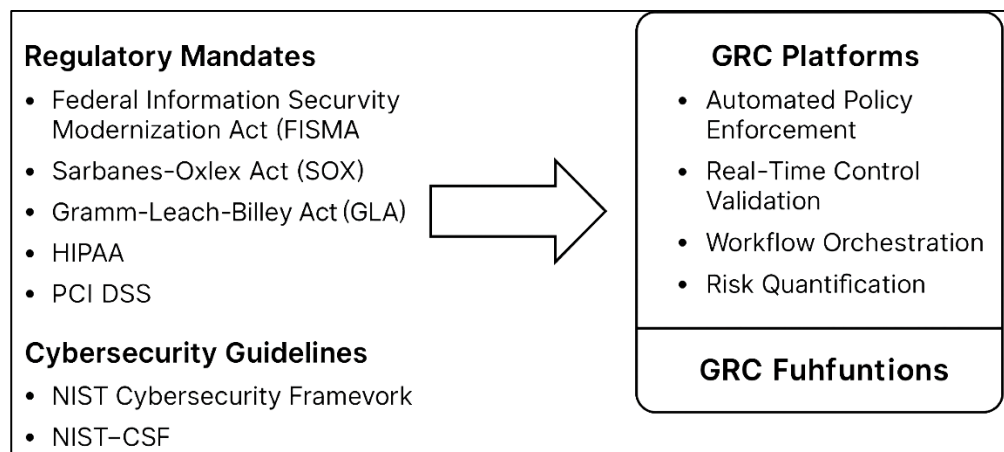 Regulatory Mandates
• Federal Information Securvity
Modernization Act (FISMA
• Sarbanes-Oxlex Act (SOX)
• Gramm-Leach-Billey Act (GLA)
• HIPAA
• PCI DSS
Cybersecurity Guidelines
• NIST Cybersecurity Framevork
• NIST–CSF
GRC Platforms
• Automated Policy
Enforcement
• Real-Time Control
Validation
• Workflow Orchestration
• Risk Quantification
GRC Fuhfuntions